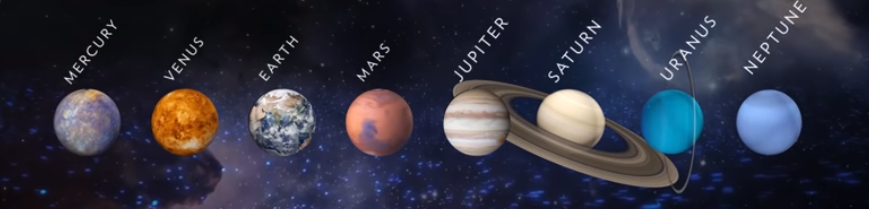 MERCURY
VENUS
EARTH
MARS
JUPITER
SATURN
URANUS
NEPTUNE